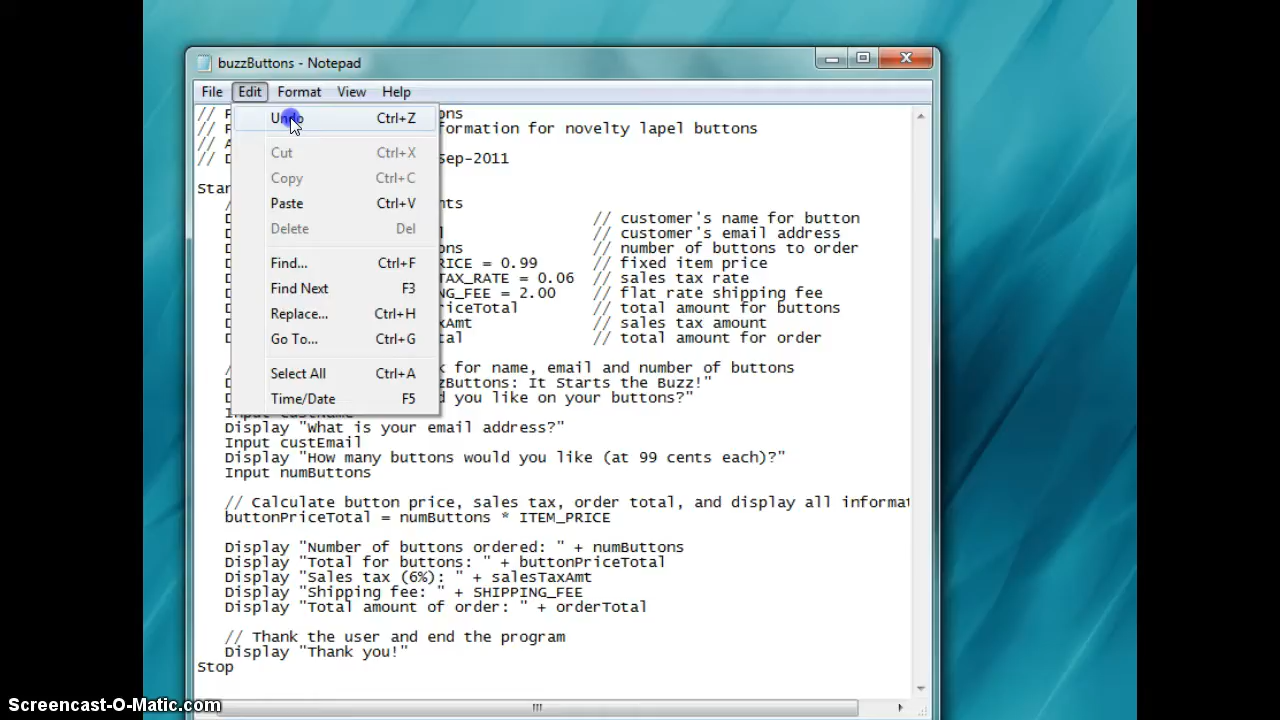 buzzButtons - Notepad
File Edit Format View Help
Undo Ctrl+Z
Cut Ctrl+X
Copy Ctrl+C
Paste Ctrl+V
Delete Del
Find... Ctrl+F
Find Next F3
Replace... Ctrl+H
Go To... Ctrl+G
Select All Ctrl+A
Time/Date F5
// ons
// formation for novelty lapel buttons
//
// Sep-2011
// customer's name for button
// customer's email address
// number of buttons to order
= 0.99 // fixed item price
TAX_RATE = 0.06 // sales tax rate
= 2.00 // flat rate shipping fee
// total amount for buttons
// sales tax amount
// total amount for order
for name, email and number of buttons
It Starts the Buzz!"
you like on your buttons?"
Display "What is your email address?"
Input custEmail
Display "How many buttons would you like (at 99 cents each)?"
Input numButtons
// Calculate button price, sales tax, order total, and display all informat
buttonPriceTotal = numButtons * ITEM_PRICE
Display "Number of buttons ordered: " + numButtons
Display "Total for buttons: " + buttonPriceTotal
Display "Sales tax (6%): " + salesTaxAmt
Display "Shipping fee: " + SHIPPING_FEE
Display "Total amount of order: " + orderTotal
// Thank the user and end the program
Display "Thank you!"
Stop
Screencast-O-Matic.com